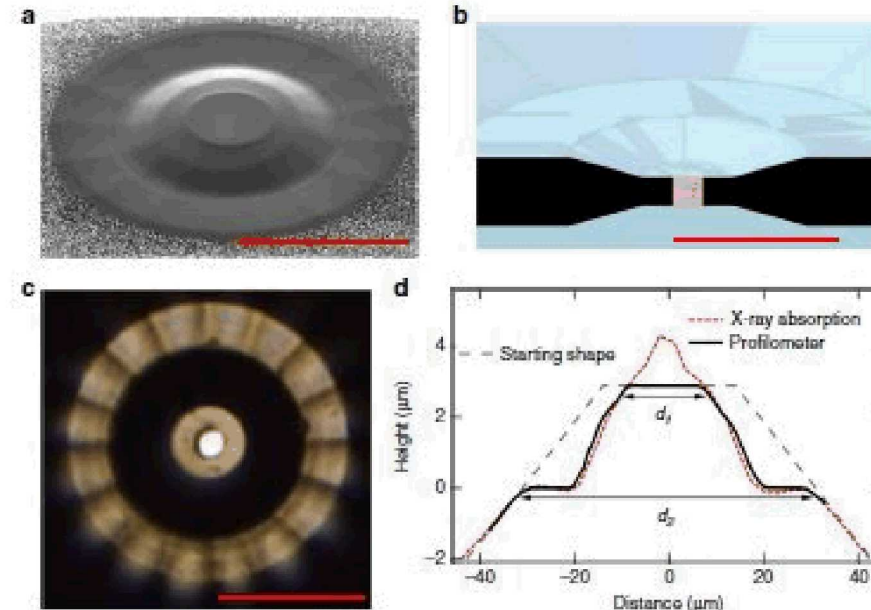 a
b
c
d
X-ray absorption
Starting shape
Profilometer
d₁
d₂
4
2
0
−2
Height (μm)
−40
−20
0
20
40
Distance (μm)